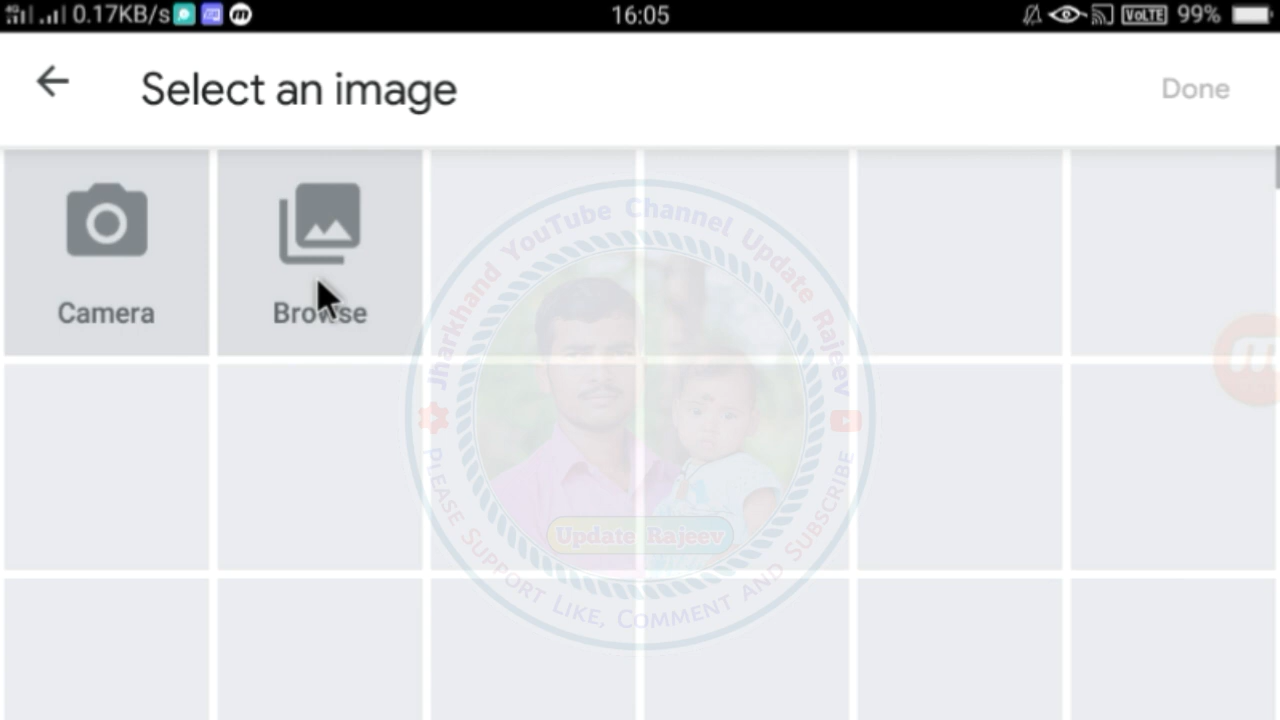 4G 0.17KB/s m 16:05 VoLTE 99%
Select an image Done
Camera Browse
Jharkhand YouTube Channel Update Rajeev
Update Rajeev
Please Support Like, Comment and Subscribe